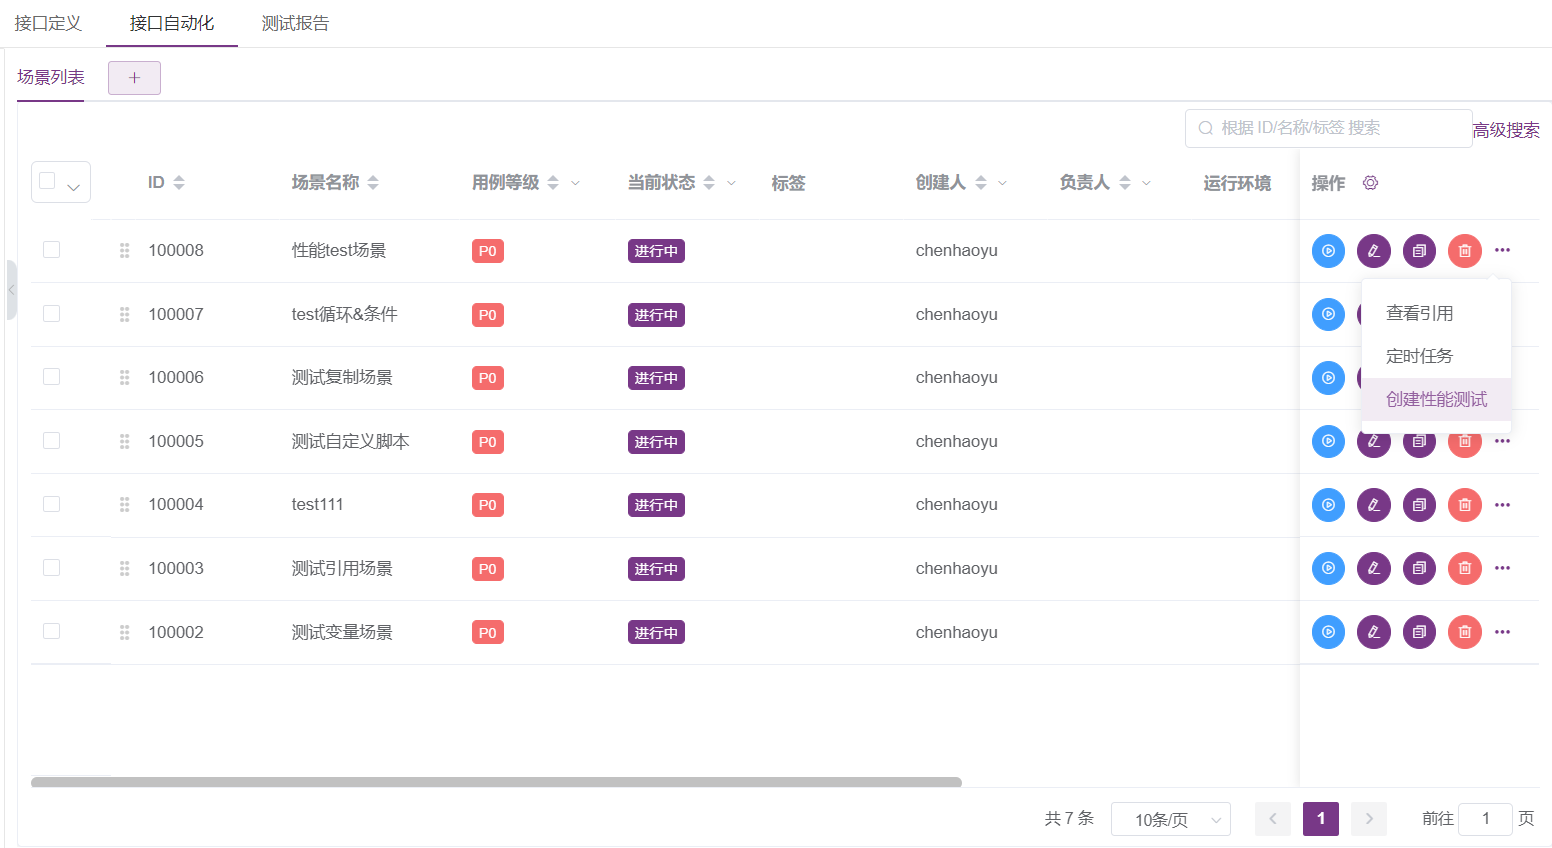 接口定义 接口自动化 测试报告
场景列表 +
根据 ID/名称/标签 搜索 高级搜索
ID 场景名称 用例等级 当前状态 标签 创建人 负责人 运行环境 操作
100008 性能test场景 P0 进行中 chenhaoyu
100007 test循环&条件 P0 进行中 chenhaoyu
查看引用
定时任务
100006 测试复制场景 P0 进行中 chenhaoyu
创建性能测试
100005 测试自定义脚本 P0 进行中 chenhaoyu
100004 test111 P0 进行中 chenhaoyu
100003 测试引用场景 P0 进行中 chenhaoyu
100002 测试变量场景 P0 进行中 chenhaoyu
共 7 条 10条/页 1 前往 1 页